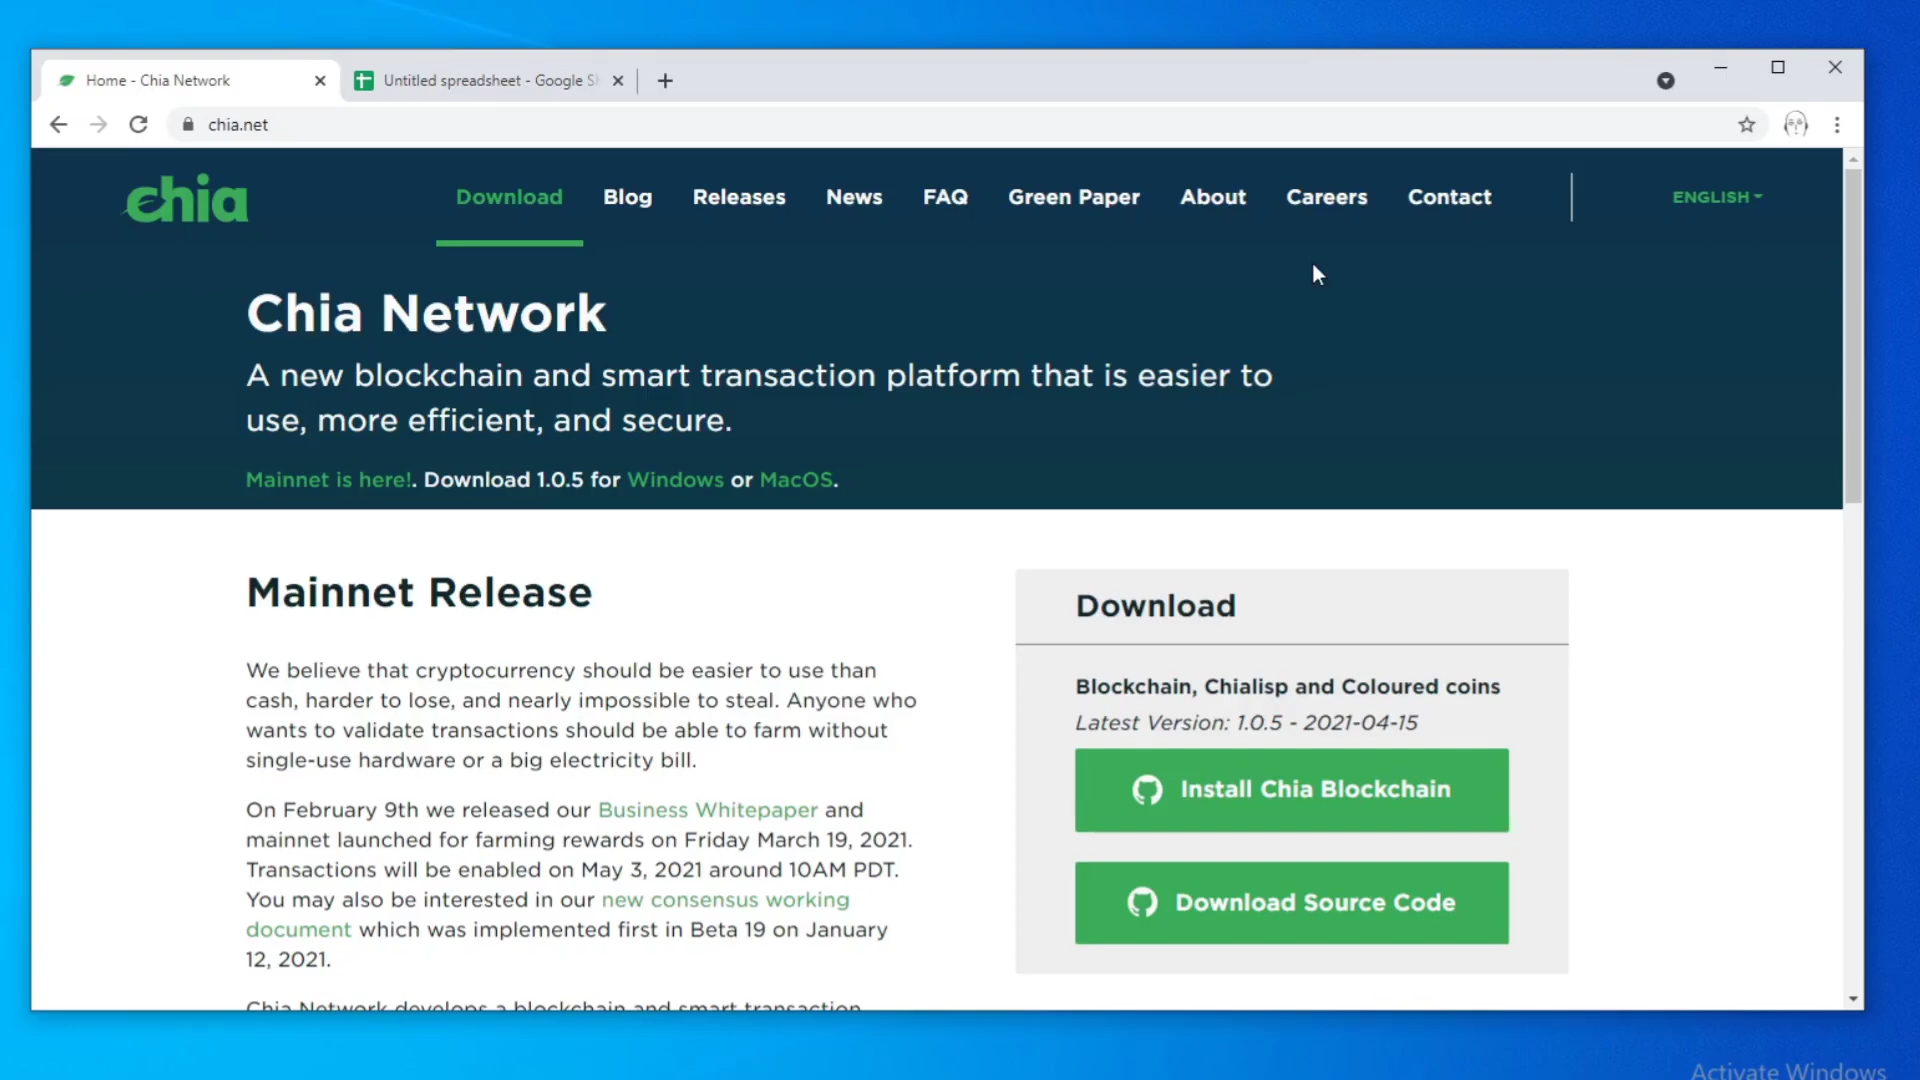 Home - Chia Network
Untitled spreadsheet - Google S
chia.net
chia
Download Blog Releases News FAQ Green Paper About Careers Contact ENGLISH
Chia Network
A new blockchain and smart transaction platform that is easier to
use, more efficient, and secure.
Mainnet is here!. Download 1.0.5 for Windows or MacOS.
Mainnet Release
We believe that cryptocurrency should be easier to use than
cash, harder to lose, and nearly impossible to steal. Anyone who
wants to validate transactions should be able to farm without
single-use hardware or a big electricity bill.
On February 9th we released our Business Whitepaper and
mainnet launched for farming rewards on Friday March 19, 2021.
Transactions will be enabled on May 3, 2021 around 10AM PDT.
You may also be interested in our new consensus working
document which was implemented first in Beta 19 on January
12, 2021.
Chia Network develops a blockchain and smart transaction
Download
Blockchain, Chialisp and Coloured coins
Latest Version: 1.0.5 - 2021-04-15
Install Chia Blockchain
Download Source Code
Activate Windows